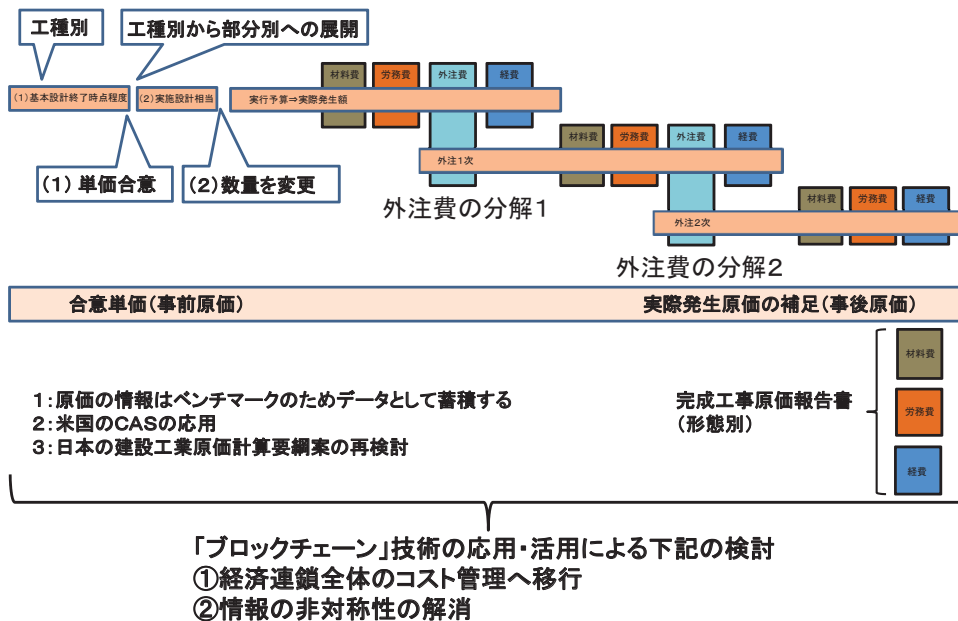 工種別
工種別から部分別への展開
(1)基本設計終了時点程度
(2)実施設計相当
(1) 単価合意
(2)数量を変更
材料費
労務費
外注費
経費
実行予算⇒実際発生額
材料費
労務費
外注費
経費
外注1次
外注費の分解1
材料費
労務費
経費
外注2次
外注費の分解2
合意単価(事前原価)
実際発生原価の補足(事後原価)
1:原価の情報はベンチマークのためデータとして蓄積する
2:米国のCASの応用
3:日本の建設工業原価計算要綱案の再検討
完成工事原価報告書
(形態別)
材料費
労務費
経費
「ブロックチェーン」技術の応用・活用による下記の検討
①経済連鎖全体のコスト管理へ移行
②情報の非対称性の解消